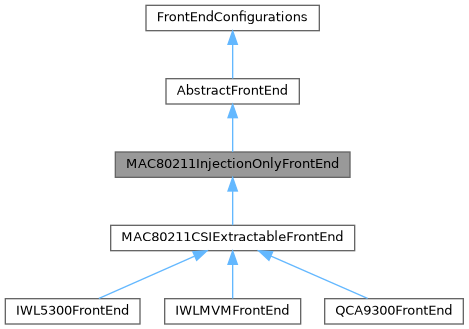 FrontEndConfigurations
AbstractFrontEnd
MAC80211InjectionOnlyFrontEnd
MAC80211CSIExtractableFrontEnd
IWL5300FrontEnd
IWLMVMFrontEnd
QCA9300FrontEnd